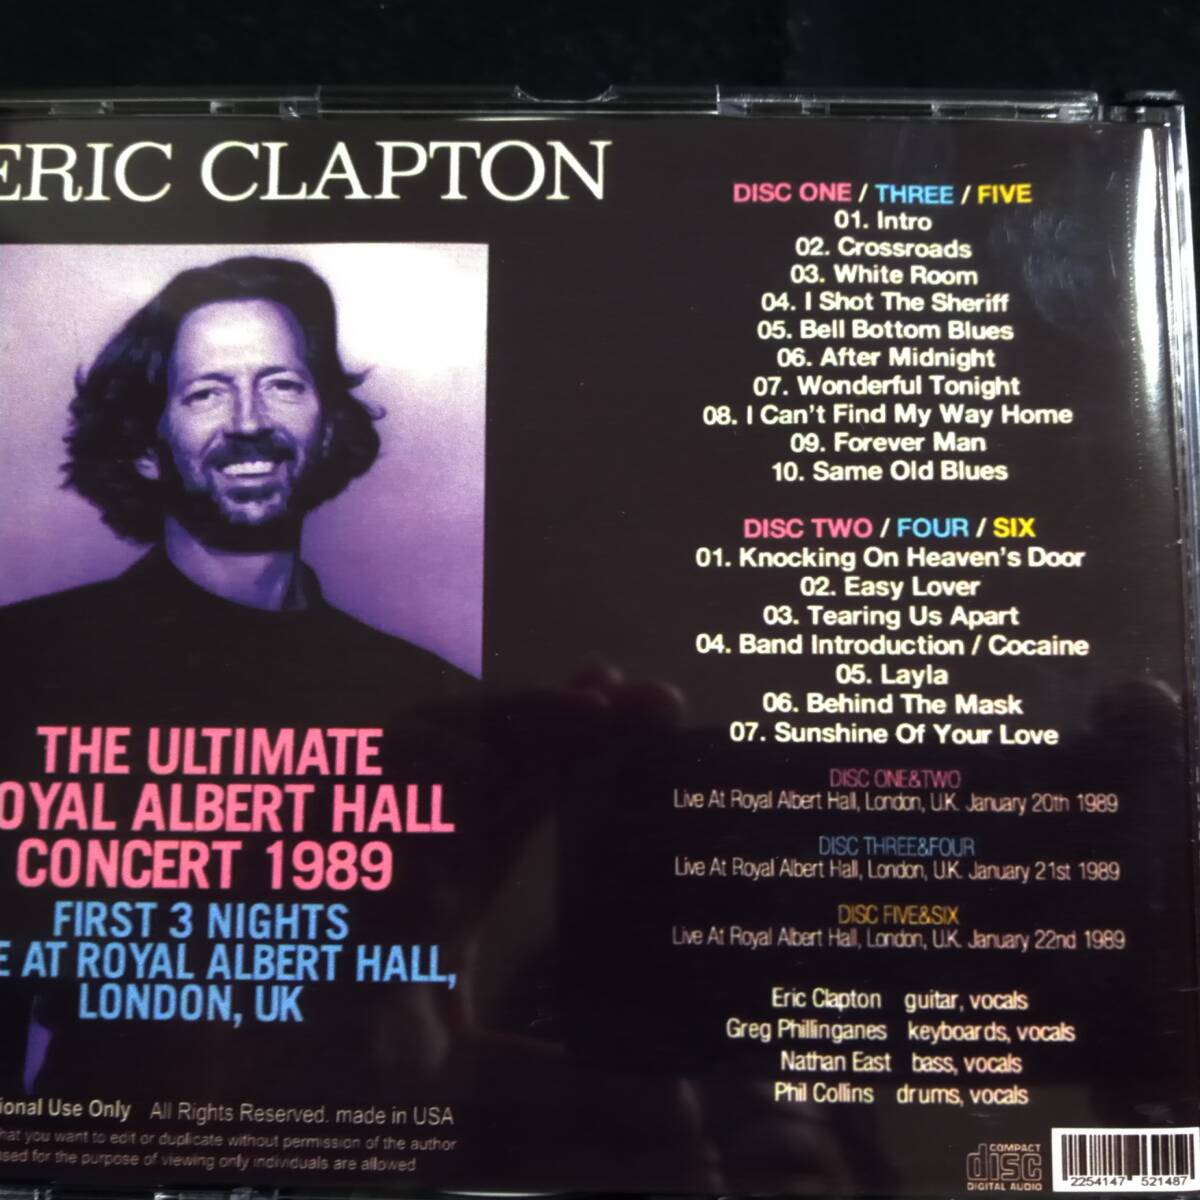 ERIC CLAPTON
THE ULTIMATE
OYAL ALBERT HALL
CONCERT 1989
FIRST 3 NIGHTS
E AT ROYAL ALBERT HALL,
LONDON, UK
ional Use Only All Rights Reserved. made in USA
hat you want to edit or duplicate without permission of the author
sed for the purpose of viewing only individuals are allowed
DISC ONE / THREE / FIVE
01. Intro
02. Crossroads
03. White Room
04. I Shot The Sheriff
05. Bell Bottom Blues
06. After Midnight
07. Wonderful Tonight
08. I Can't Find My Way Home
09. Forever Man
10. Same Old Blues
DISC TWO / FOUR / SIX
01. Knocking On Heaven's Door
02. Easy Lover
03. Tearing Us Apart
04. Band Introduction / Cocaine
05. Layla
06. Behind The Mask
07. Sunshine Of Your Love
DISC ONE&TWO
Live At Royal Albert Hall, London, U.K. January 20th 1989
DISC THREE&FOUR
Live At Royal Albert Hall, London, U.K. January 21st 1989
DISC FIVE&SIX
Live At Royal Albert Hall, London, U.K. January 22nd 1989
Eric Clapton guitar, vocals
Greg Phillinganes keyboards, vocals
Nathan East bass, vocals
Phil Collins drums, vocals
COMPACT
disc
DIGITAL AUDIO
2254147 521487